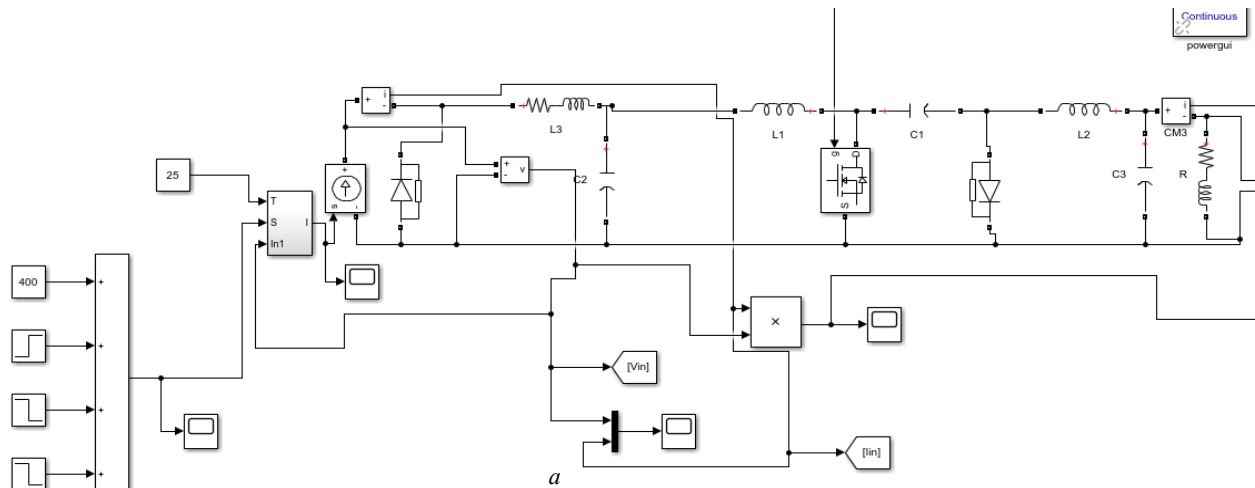 Continuous
powergui
+
i
-
L3
L1
C1
L2
+
i
-
CM3
25
T
S
In1
I
+
s
-
+
-
v
C2
g
D
S
C3
R
400
+
+
+
+
×
[Vin]
[Iin]
a